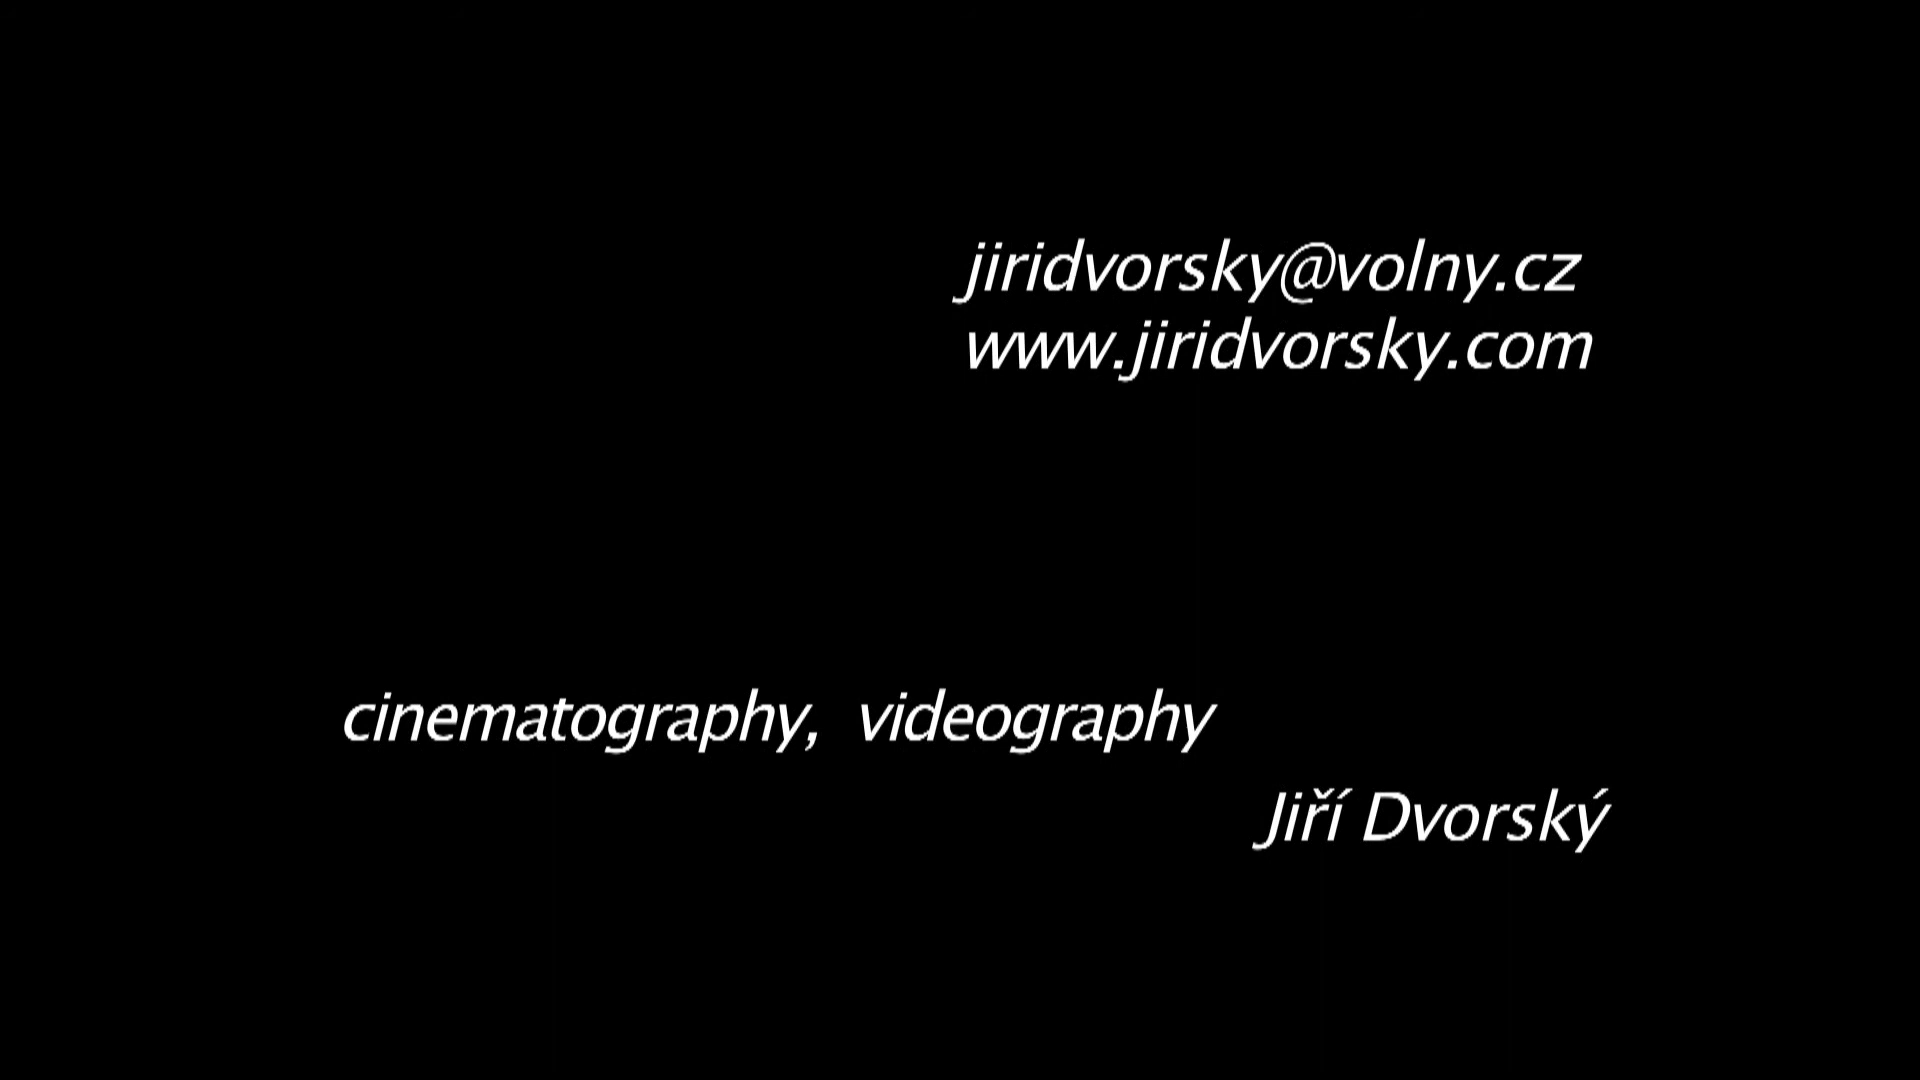 jiridvorsky@volny.cz
www.jiridvorsky.com
cinematography, videography
Jiří Dvorský